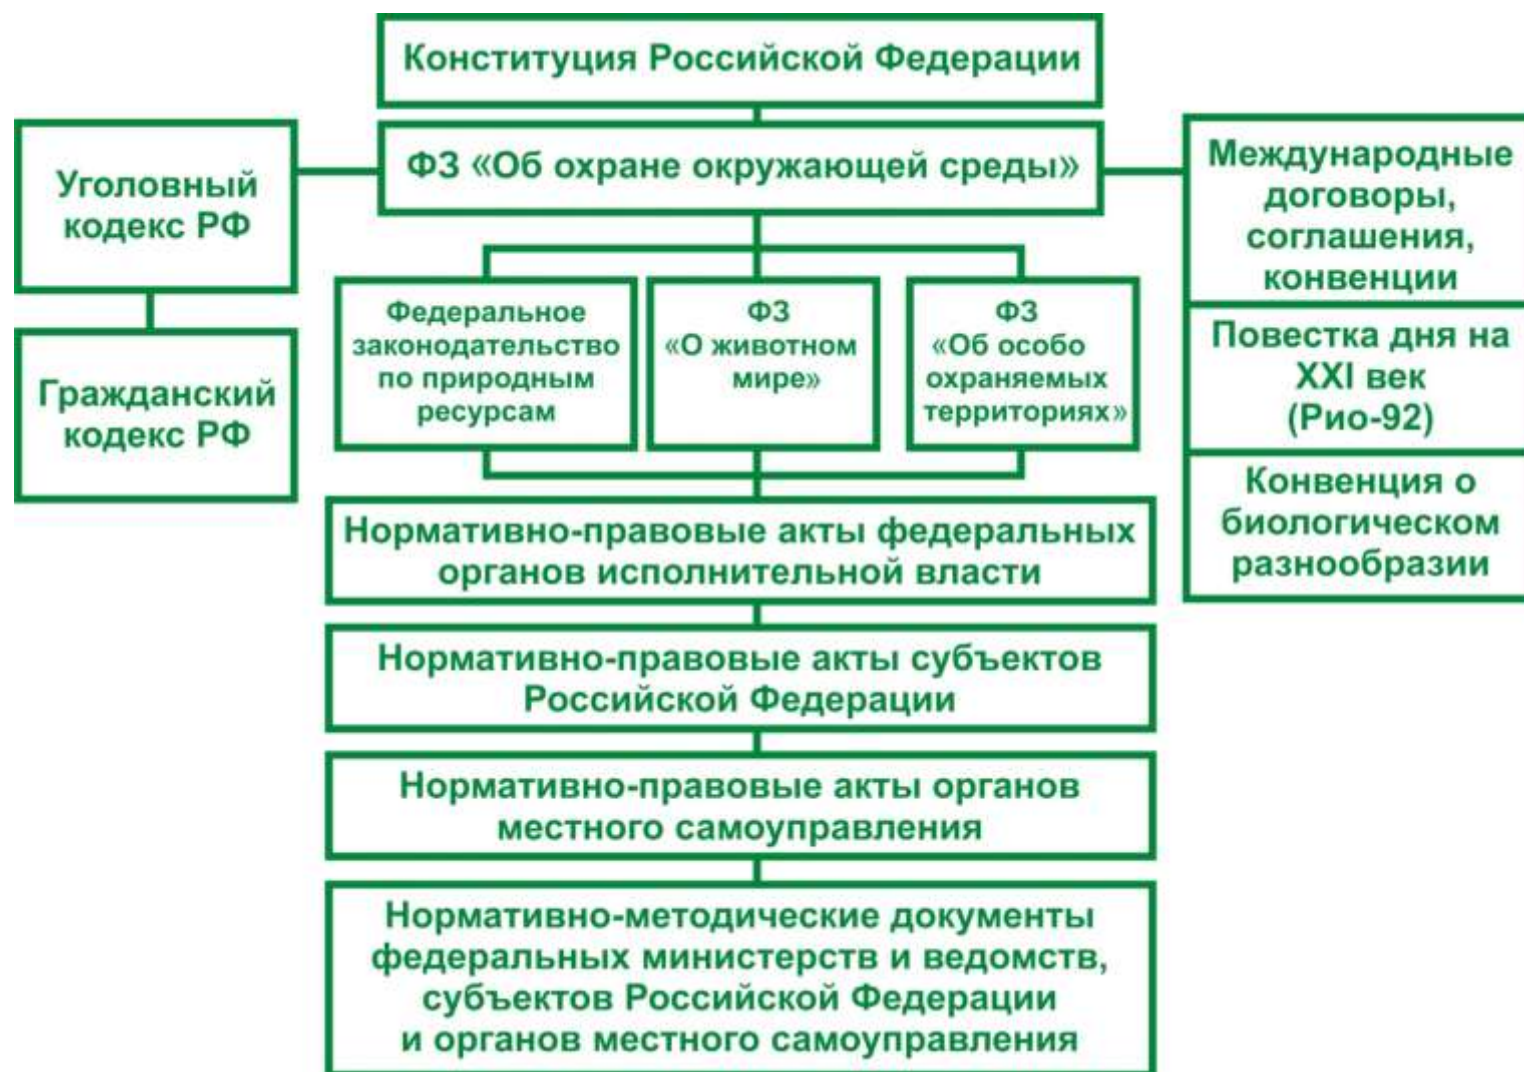 Конституция Российской Федерации
ФЗ «Об охране окружающей среды»
Уголовный
кодекс РФ
Гражданский
кодекс РФ
Международные
договоры,
соглашения,
конвенции
Повестка дня на
XXI век
(Рио-92)
Конвенция о
биологическом
разнообразии
Федеральное
законодательство
по природным
ресурсам
ФЗ
«О животном
мире»
ФЗ
«Об особо
охраняемых
территориях»
Нормативно-правовые акты федеральных
органов исполнительной власти
Нормативно-правовые акты субъектов
Российской Федерации
Нормативно-правовые акты органов
местного самоуправления
Нормативно-методические документы
федеральных министерств и ведомств,
субъектов Российской Федерации
и органов местного самоуправления